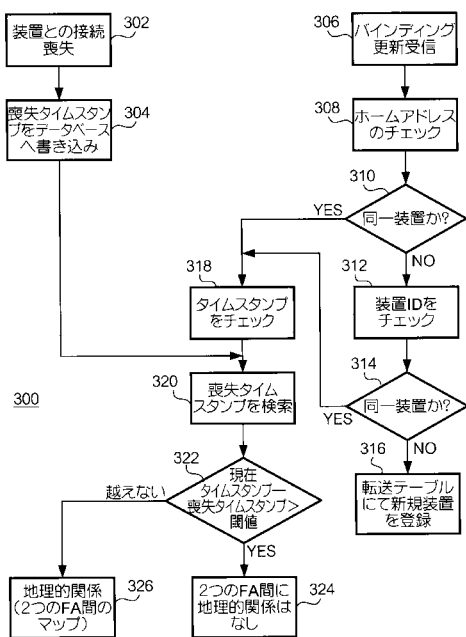 302
装置との接続
喪失
304
喪失タイムスタン
プをデータベース
へ書き込み
306
バインディング
更新受信
308
ホームアドレス
のチェック
310
同一装置か?
YES
NO
312
装置IDを
チェック
314
同一装置か?
YES
NO
316
転送テーブル
にて新規装置
を登録
318
タイムスタンプ
をチェック
320
喪失タイム
スタンプを検索
300
322
現在
タイムスタンプー
喪失タイムスタンプ>
閾値
越えない
YES
地理的関係
(2つのFA間の
マップ)
326
2つのFA間に
地理的関係は
なし
324